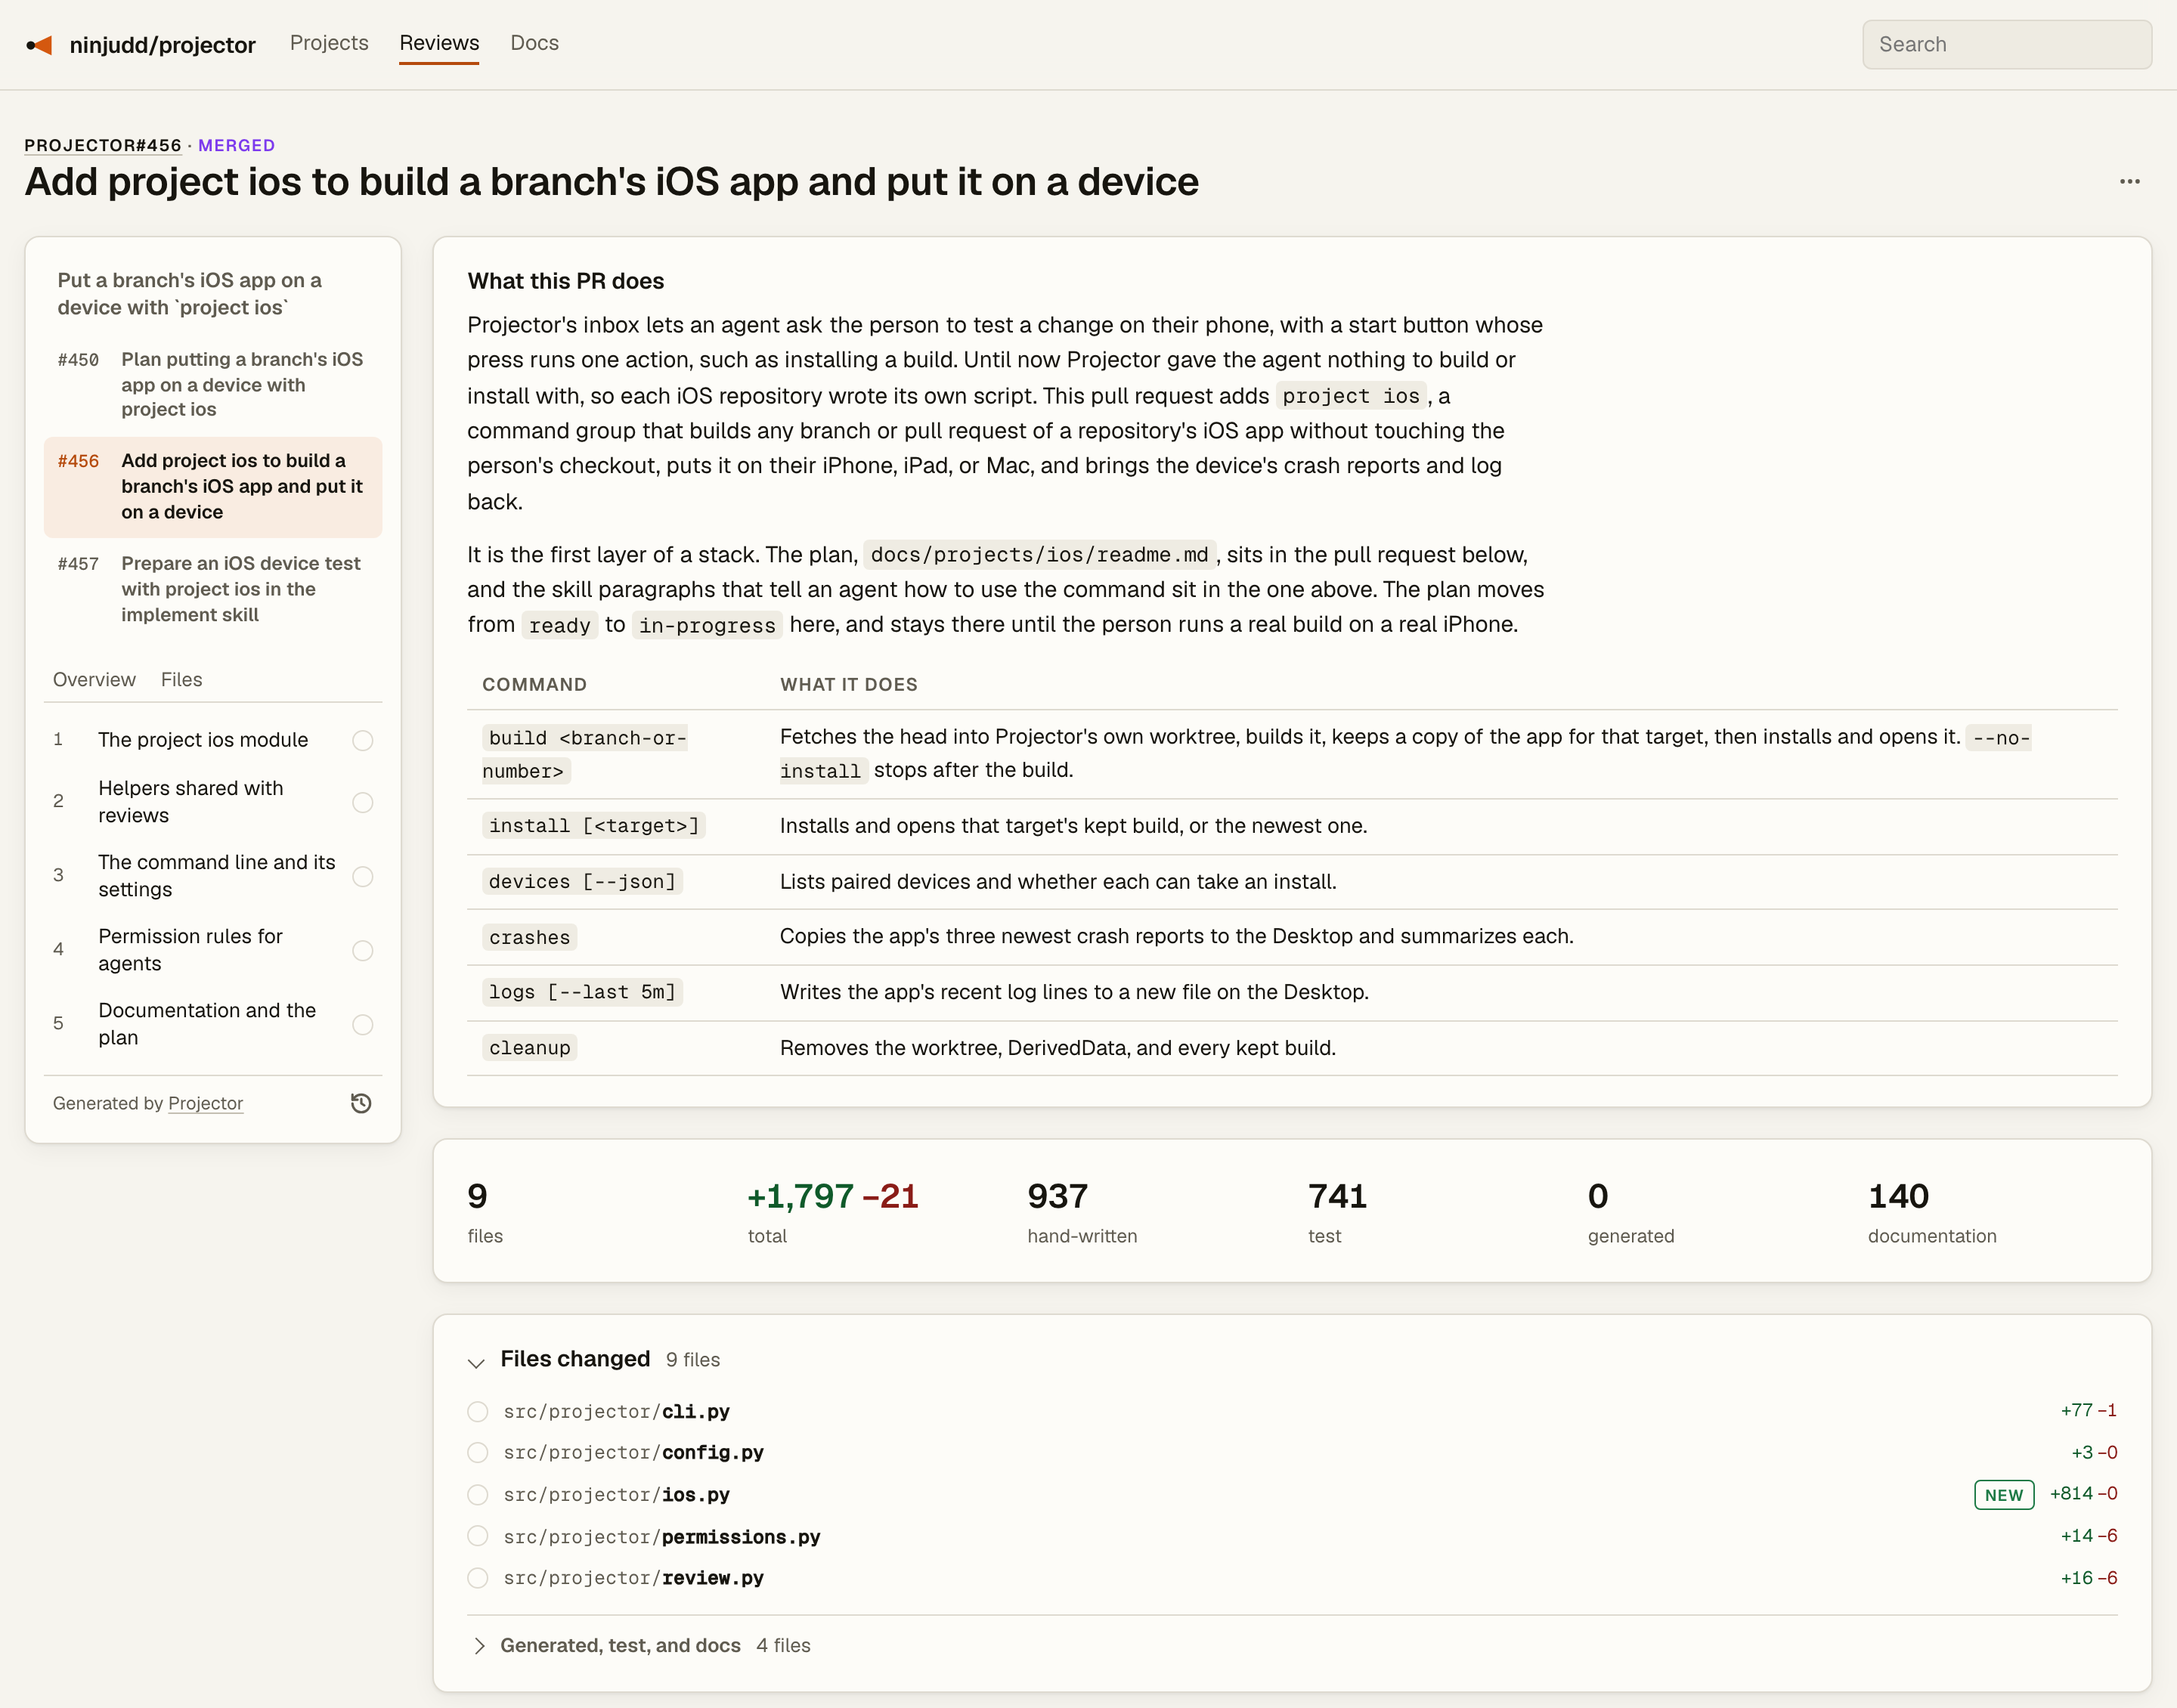 ninjudd/projector Projects Reviews Docs Search
PROJECTOR#456 · MERGED
Add project ios to build a branch's iOS app and put it on a device
Put a branch's iOS app on a
device with `project ios`
#450 Plan putting a branch's iOS
app on a device with
project ios
#456 Add project ios to build a
branch's iOS app and put it
on a device
#457 Prepare an iOS device test
with project ios in the
implement skill
Overview Files
1 The project ios module
2 Helpers shared with
reviews
3 The command line and its
settings
4 Permission rules for
agents
5 Documentation and the
plan
Generated by Projector
What this PR does
Projector's inbox lets an agent ask the person to test a change on their phone, with a start button whose
press runs one action, such as installing a build. Until now Projector gave the agent nothing to build or
install with, so each iOS repository wrote its own script. This pull request adds project ios, a
command group that builds any branch or pull request of a repository's iOS app without touching the
person's checkout, puts it on their iPhone, iPad, or Mac, and brings the device's crash reports and log
back.
It is the first layer of a stack. The plan, docs/projects/ios/readme.md, sits in the pull request below,
and the skill paragraphs that tell an agent how to use the command sit in the one above. The plan moves
from ready to in-progress here, and stays there until the person runs a real build on a real iPhone.
COMMAND WHAT IT DOES
build <branch-or-
number>
Fetches the head into Projector's own worktree, builds it, keeps a copy of the app for that target, then installs and opens it. --no-
install stops after the build.
install [<target>] Installs and opens that target's kept build, or the newest one.
devices [--json] Lists paired devices and whether each can take an install.
crashes Copies the app's three newest crash reports to the Desktop and summarizes each.
logs [--last 5m] Writes the app's recent log lines to a new file on the Desktop.
cleanup Removes the worktree, DerivedData, and every kept build.
9 +1,797 −21 937 741 0 140
files total hand-written test generated documentation
Files changed 9 files
src/projector/cli.py +77 −1
src/projector/config.py +3 −0
src/projector/ios.py NEW +814 −0
src/projector/permissions.py +14 −6
src/projector/review.py +16 −6
Generated, test, and docs 4 files